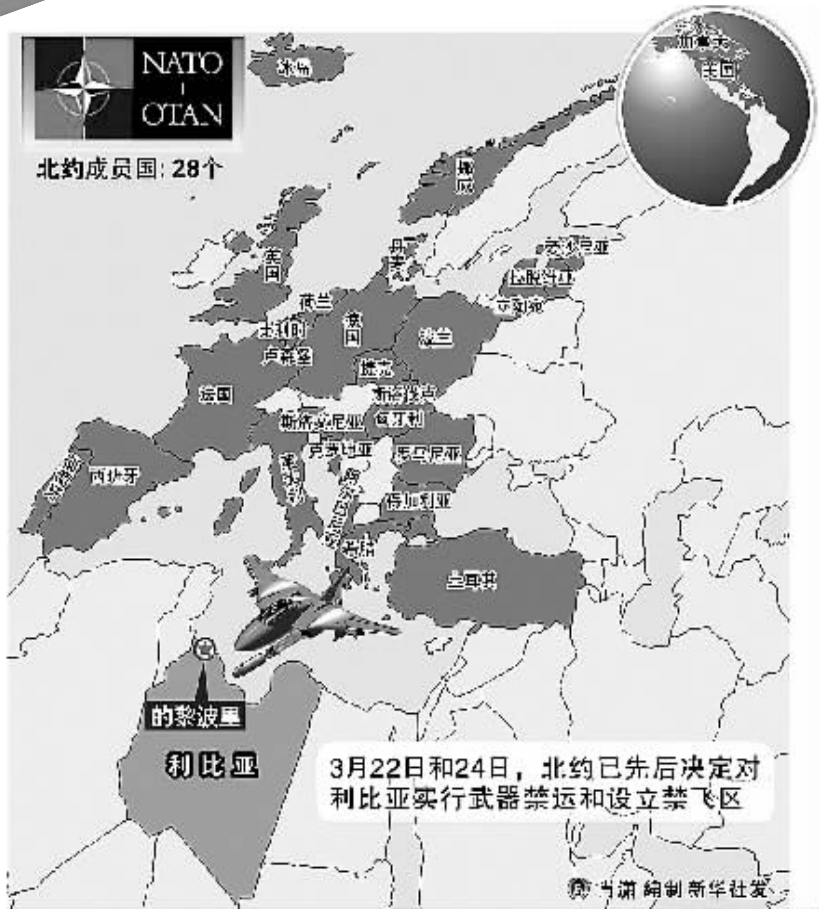 NATO
OTAN
北约成员国:28个
加拿大
美国
冰岛
挪威
丹麦
爱沙尼亚
拉脱维亚
立陶宛
英国
荷兰
德国
波兰
比利时
卢森堡
捷克
斯洛伐克
法国
斯洛文尼亚
匈牙利
克罗地亚
罗马尼亚
意大利
西班牙
葡萄牙
阿尔巴尼亚
保加利亚
希腊
土耳其
的黎波里
利比亚
3月22日和24日,北约已先后决定对
利比亚实行武器禁运和设立禁飞区
编制 新华社发